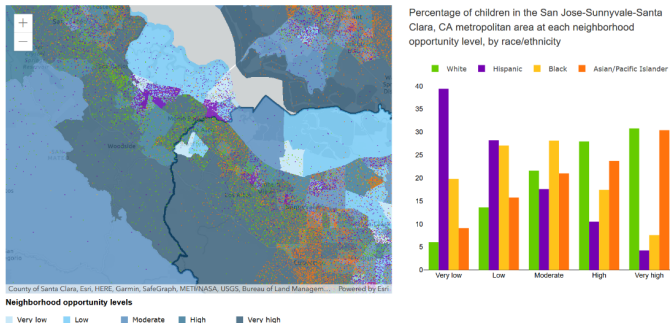 +
−
Percentage of children in the San Jose-Sunnyvale-Santa
Clara, CA metropolitan area at each neighborhood
opportunity level, by race/ethnicity
White Hispanic Black Asian/Pacific Islander
40
35
30
25
20
15
10
5
0
Very low Low Moderate High Very high
County of Santa Clara, Esri, HERE, Garmin, SafeGraph, METI/NASA, USGS, Bureau of Land Managem... Powered by Esri
Neighborhood opportunity levels
Very low Low Moderate High Very high